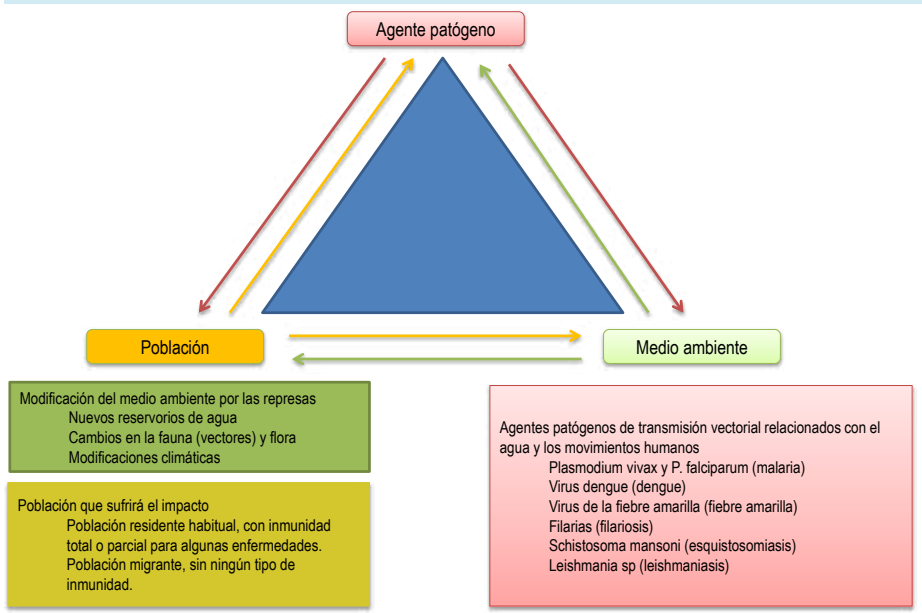 Agente patógeno
Población
Medio ambiente
Modificación del medio ambiente por las represas
Nuevos reservorios de agua
Cambios en la fauna (vectores) y flora
Modificaciones climáticas
Población que sufrirá el impacto
Población residente habitual, con inmunidad
total o parcial para algunas enfermedades.
Población migrante, sin ningún tipo de
inmunidad.
Agentes patógenos de transmisión vectorial relacionados con el
agua y los movimientos humanos
Plasmodium vivax y P. falciparum (malaria)
Virus dengue (dengue)
Virus de la fiebre amarilla (fiebre amarilla)
Filarias (filariosis)
Schistosoma mansoni (esquistosomiasis)
Leishmania sp (leishmaniasis)